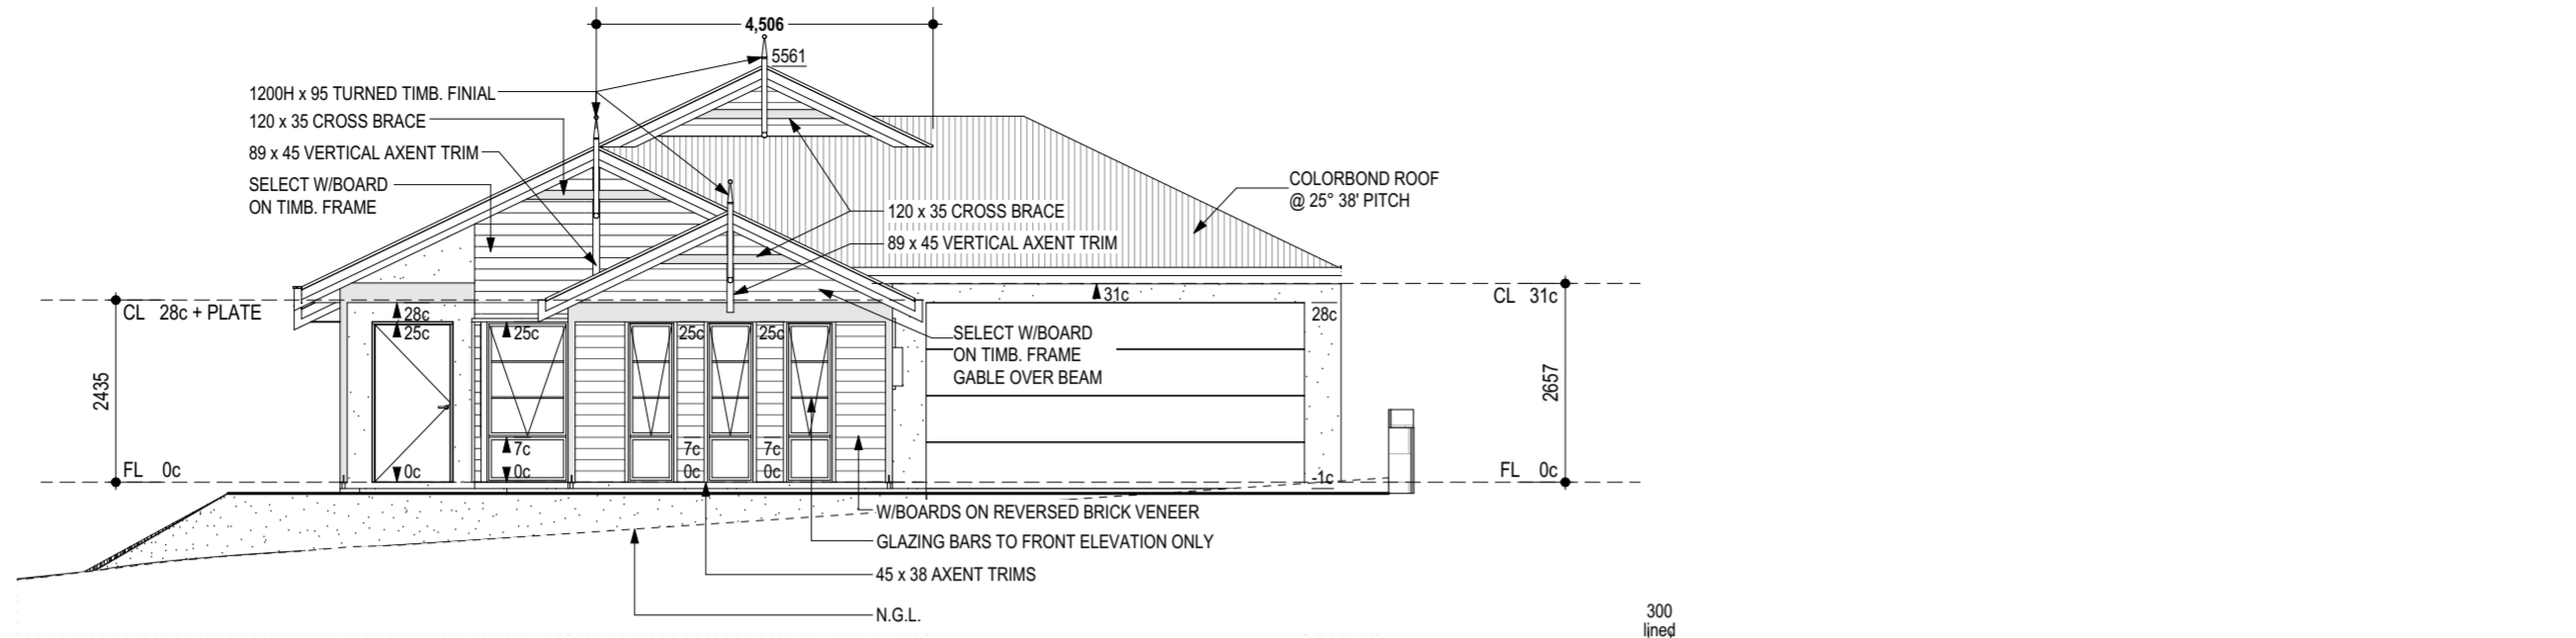 4,506
5561
1200H x 95 TURNED TIMB. FINIAL
120 x 35 CROSS BRACE
89 x 45 VERTICAL AXENT TRIM
SELECT W/BOARD
ON TIMB. FRAME
COLORBOND ROOF
@ 25° 38' PITCH
120 x 35 CROSS BRACE
89 x 45 VERTICAL AXENT TRIM
CL 28c + PLATE
28c
25c
25c
25c
25c
31c
CL 31c
28c
SELECT W/BOARD
ON TIMB. FRAME
GABLE OVER BEAM
2435
2657
7c
7c
7c
FL 0c
0c
0c
0c
0c
-1c
FL 0c
W/BOARDS ON REVERSED BRICK VENEER
GLAZING BARS TO FRONT ELEVATION ONLY
45 x 38 AXENT TRIMS
N.G.L.
300
lined